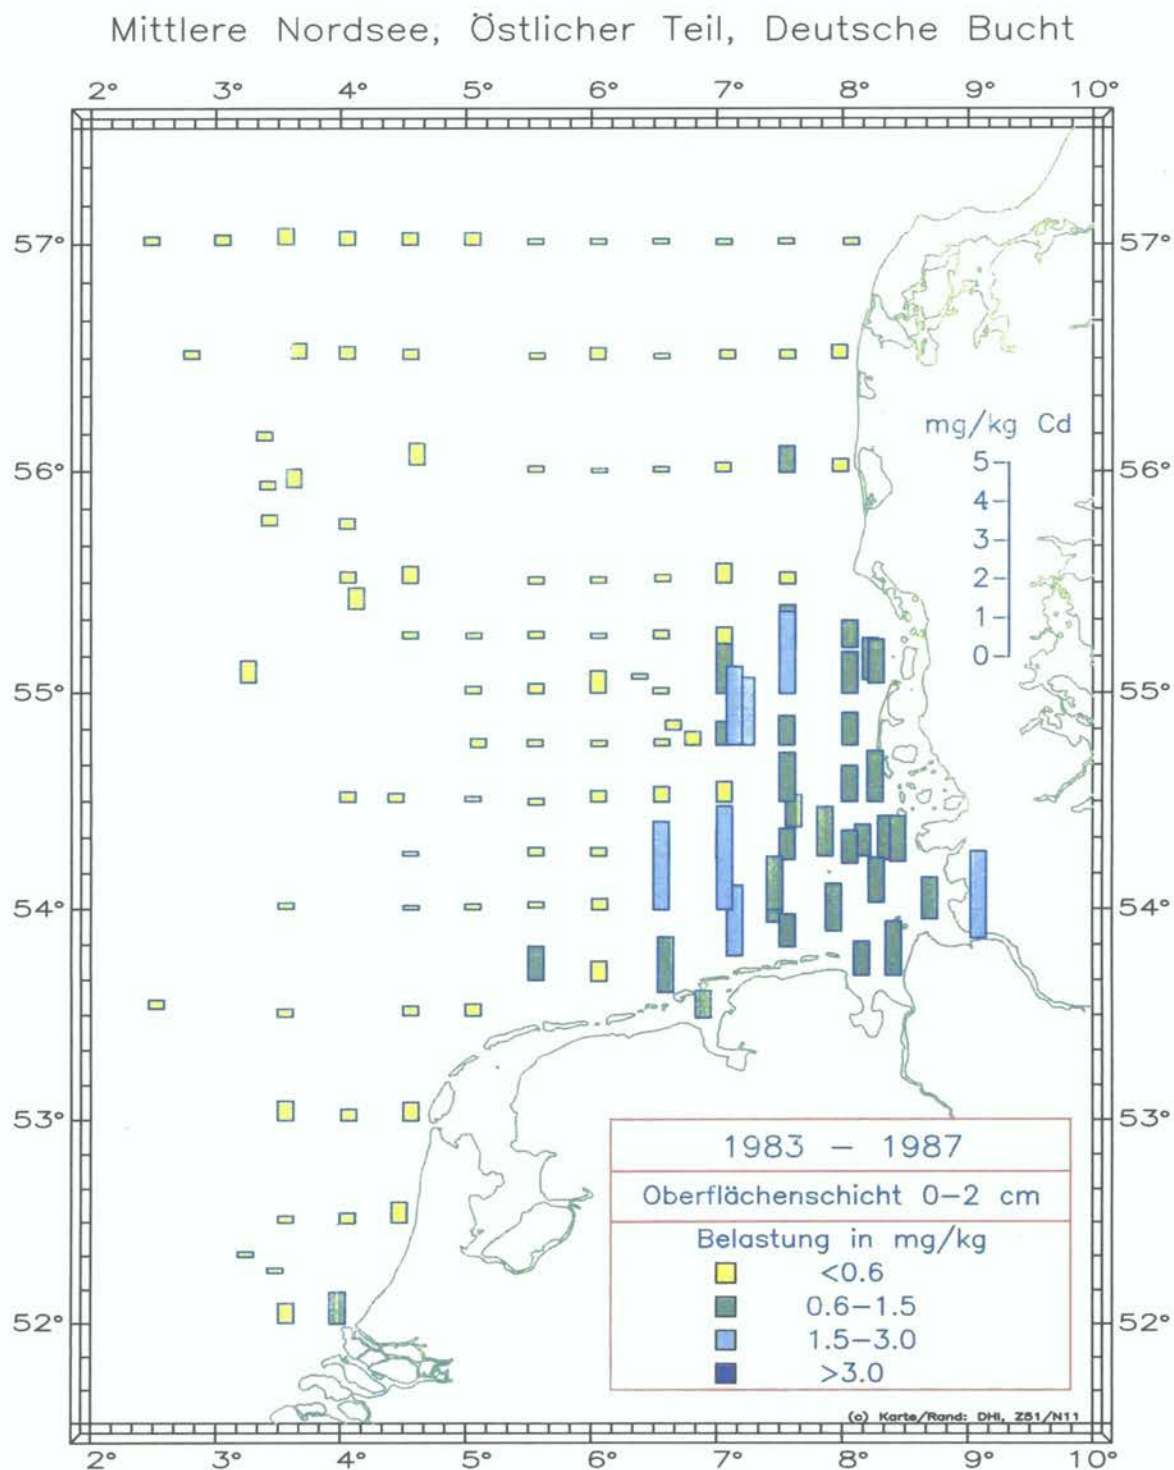 Mittlere Nordsee, Östlicher Teil, Deutsche Bucht
2° 3° 4° 5° 6° 7° 8° 9° 10°
57° 57°
mg/kg Cd
56° 5 56°
4
3
2
1
0
55° 55°
54° 54°
53° 53°
1983 – 1987
Oberflächenschicht 0–2 cm
Belastung in mg/kg
<0.6
0.6–1.5
52° 52°
1.5–3.0
>3.0
(c) Karte/Rand: DHI, Z51/N11
2° 3° 4° 5° 6° 7° 8° 9° 10°